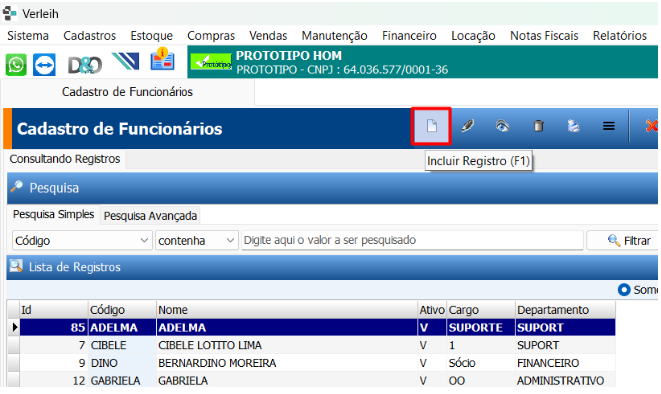 Verleih
Sistema Cadastros Estoque Compras Vendas Manutenção Financeiro Locação Notas Fiscais Relatórios
D&D Prototipo PROTOTIPO HOM
PROTOTIPO - CNPJ : 64.036.577/0001-36
Cadastro de Funcionários
Cadastro de Funcionários
Consultando Registros Incluir Registro (F1)
Pesquisa
Pesquisa Simples Pesquisa Avançada
Código contenha Digite aqui o valor a ser pesquisado Filtrar
Lista de Registros
Some
Id Código Nome Ativo Cargo Departamento
85 ADELMA ADELMA V SUPORTE SUPORT
7 CIBELE CIBELE LOTITO LIMA V 1 SUPORT
9 DINO BERNARDINO MOREIRA V Sócio FINANCEIRO
12 GABRIELA GABRIELA V OO ADMINISTRATIVO